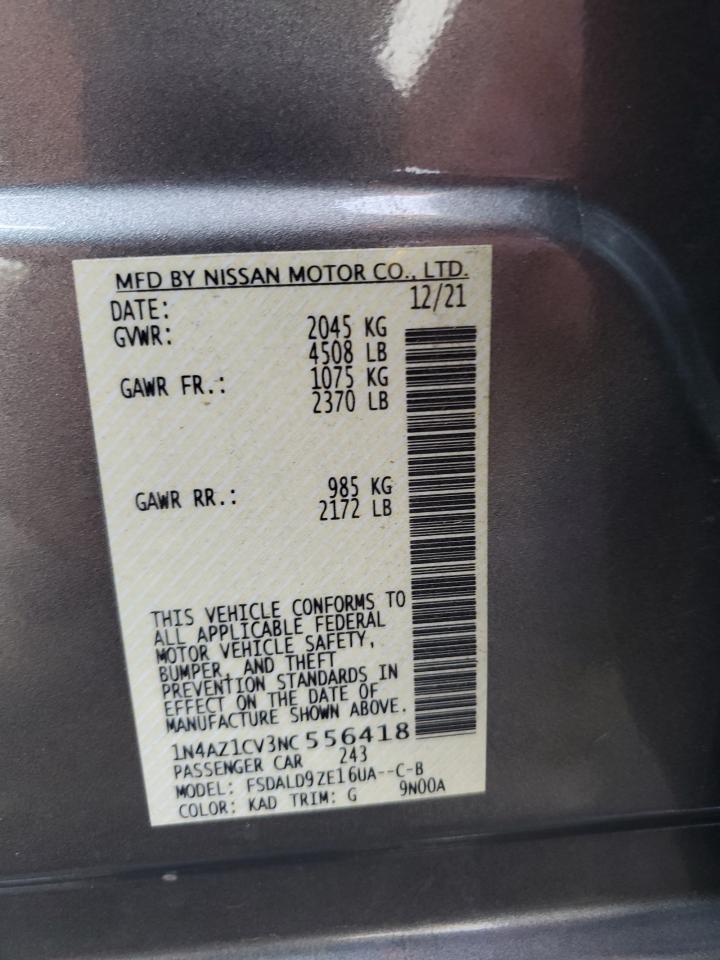 MFD BY NISSAN MOTOR CO., LTD.
DATE: 12/21
GVWR: 2045 KG
4508 LB
GAWR FR.: 1075 KG
2370 LB
GAWR RR.: 985 KG
2172 LB
THIS VEHICLE CONFORMS TO
ALL APPLICABLE FEDERAL
MOTOR VEHICLE SAFETY,
BUMPER, AND THEFT
PREVENTION STANDARDS IN
EFFECT ON THE DATE OF
MANUFACTURE SHOWN ABOVE.
1N4AZ1CV3NC556418
PASSENGER CAR 243
MODEL: FSDALD9ZE16UA--C-B
COLOR: KAD TRIM: G 9N00A